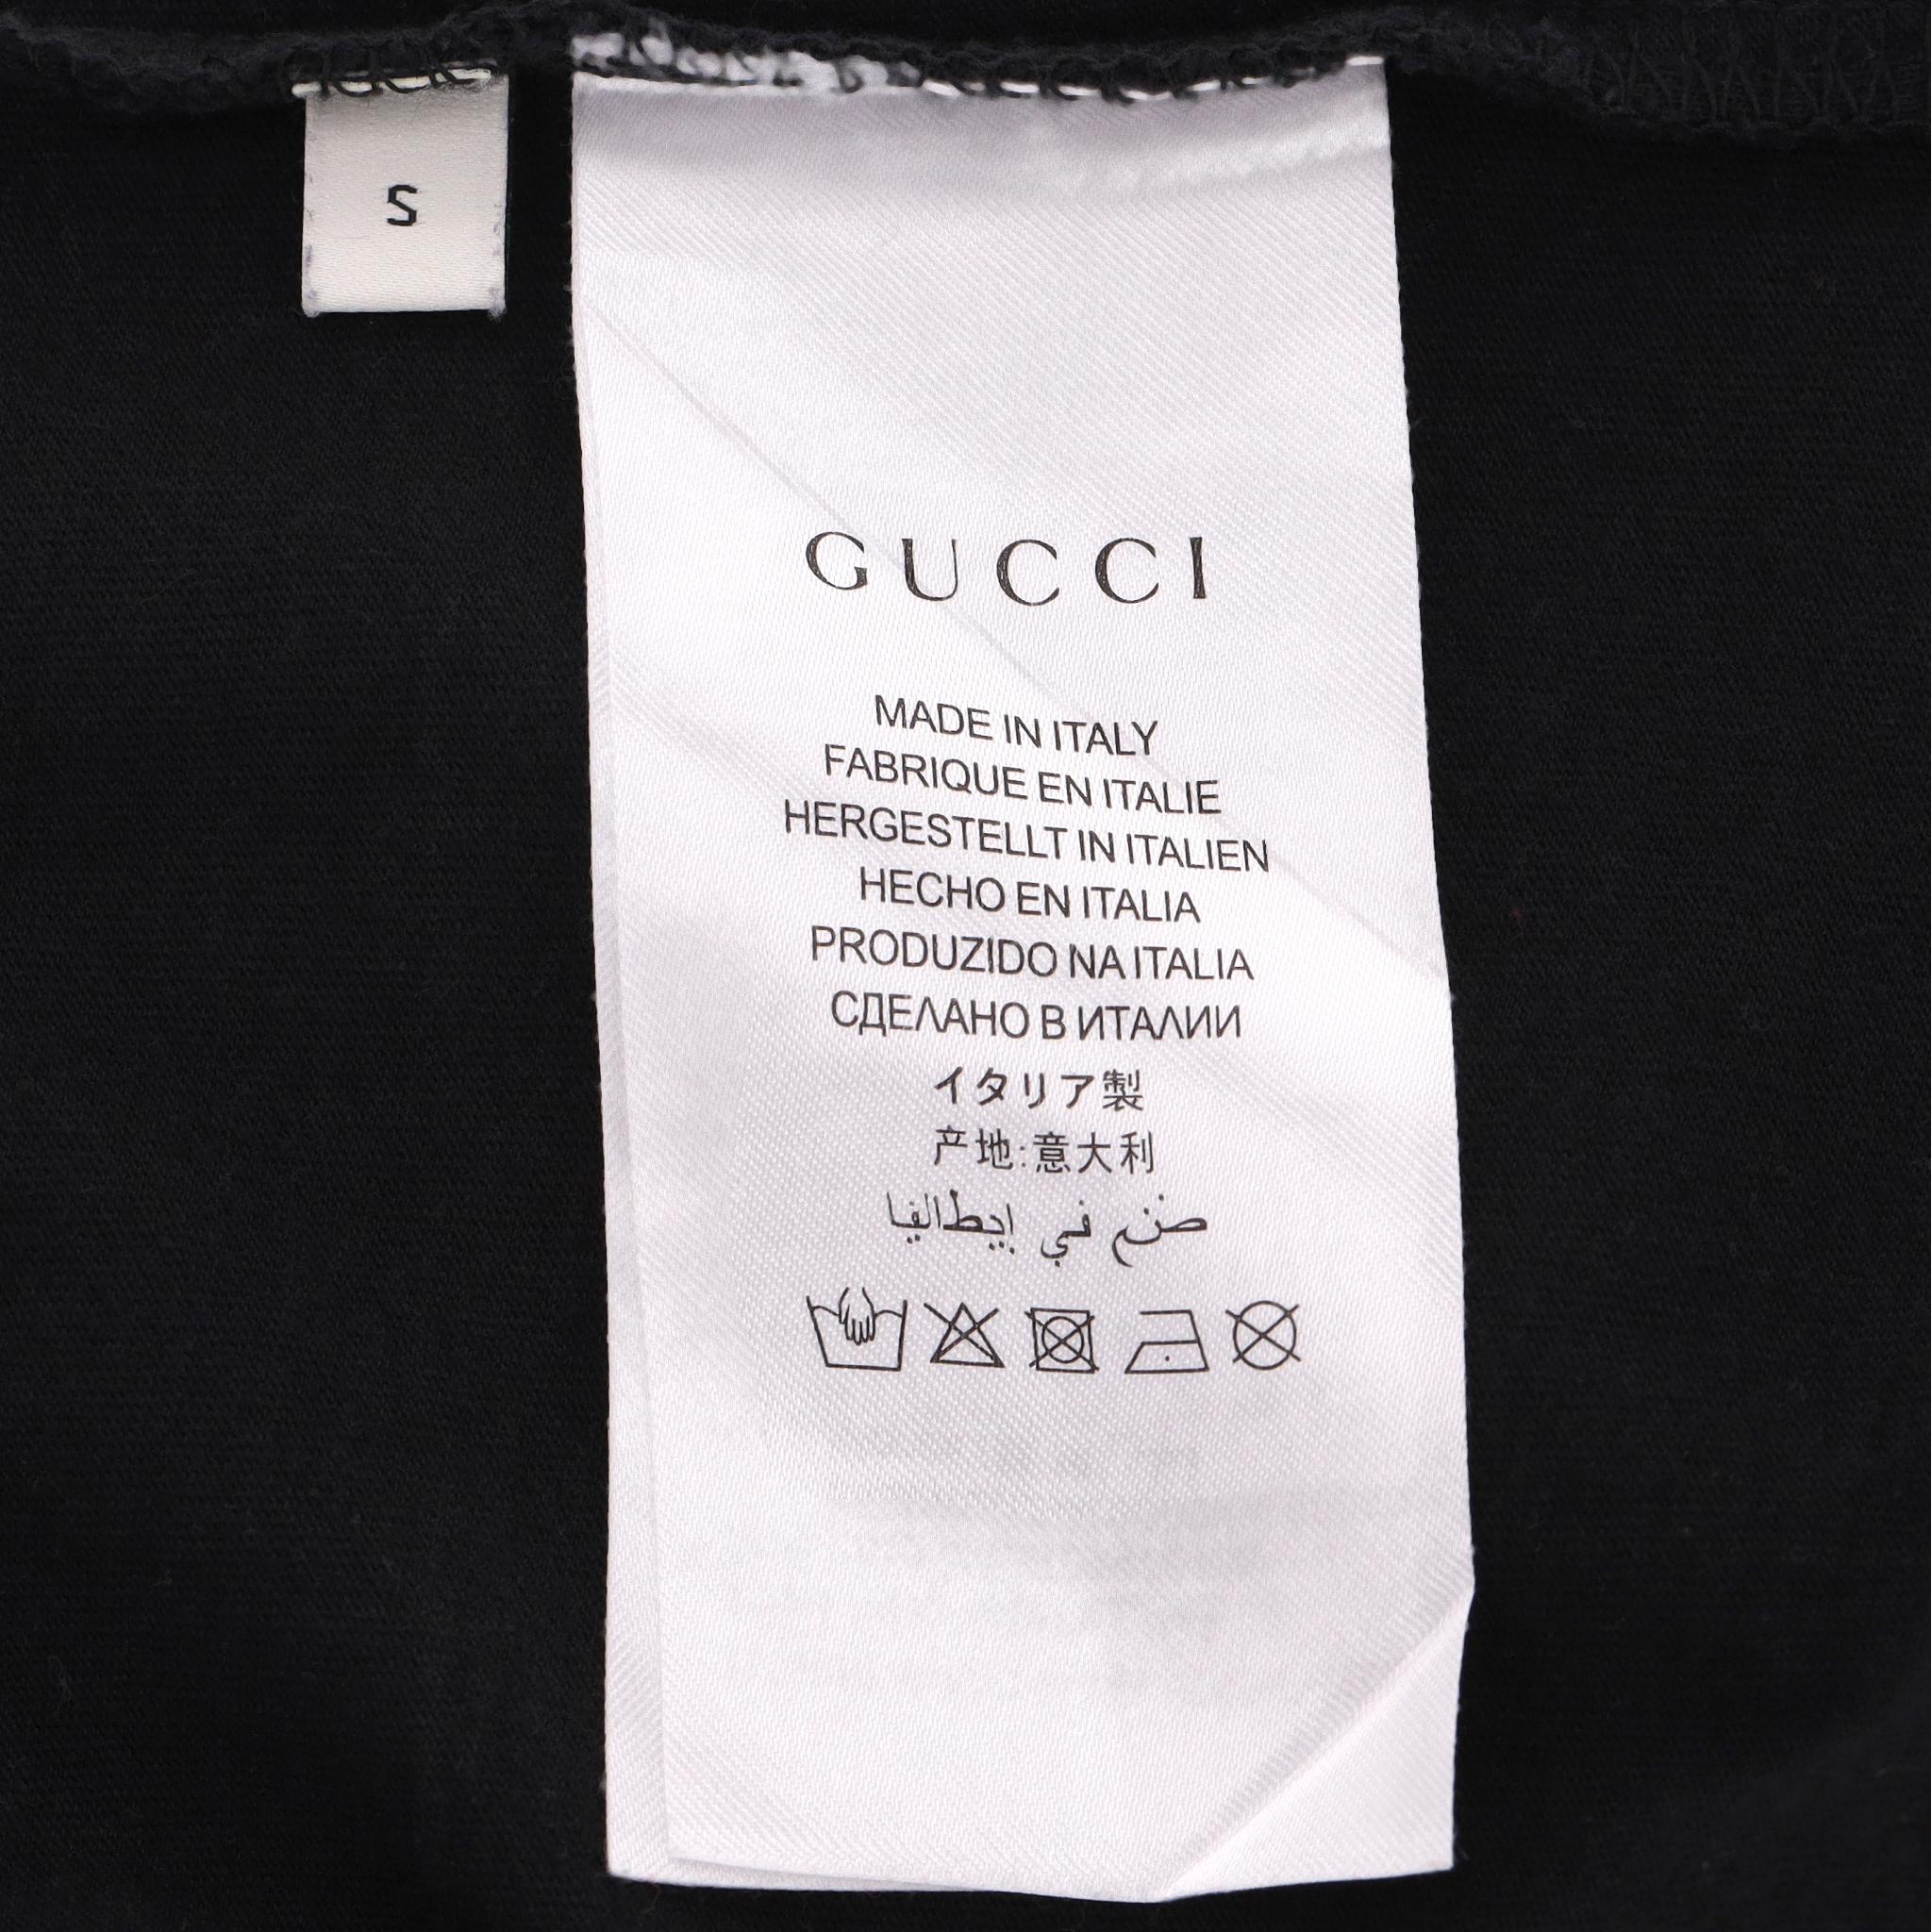 S
GUCCI
MADE IN ITALY
FABRIQUE EN ITALIE
HERGESTELLT IN ITALIEN
HECHO EN ITALIA
PRODUZIDO NA ITALIA
СДЕЛАНО В ИТАЛИИ
イタリア製
产地:意大利
صنع في إيطاليا